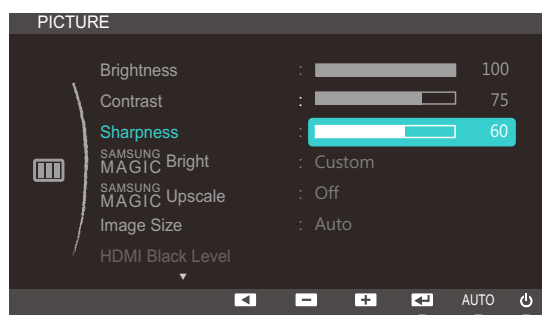 PICTURE
Brightness : 100
Contrast : 75
Sharpness : 60
SAMSUNG
MAGIC Bright : Custom
SAMSUNG
MAGIC Upscale : Off
Image Size : Auto
HDMI Black Level
AUTO